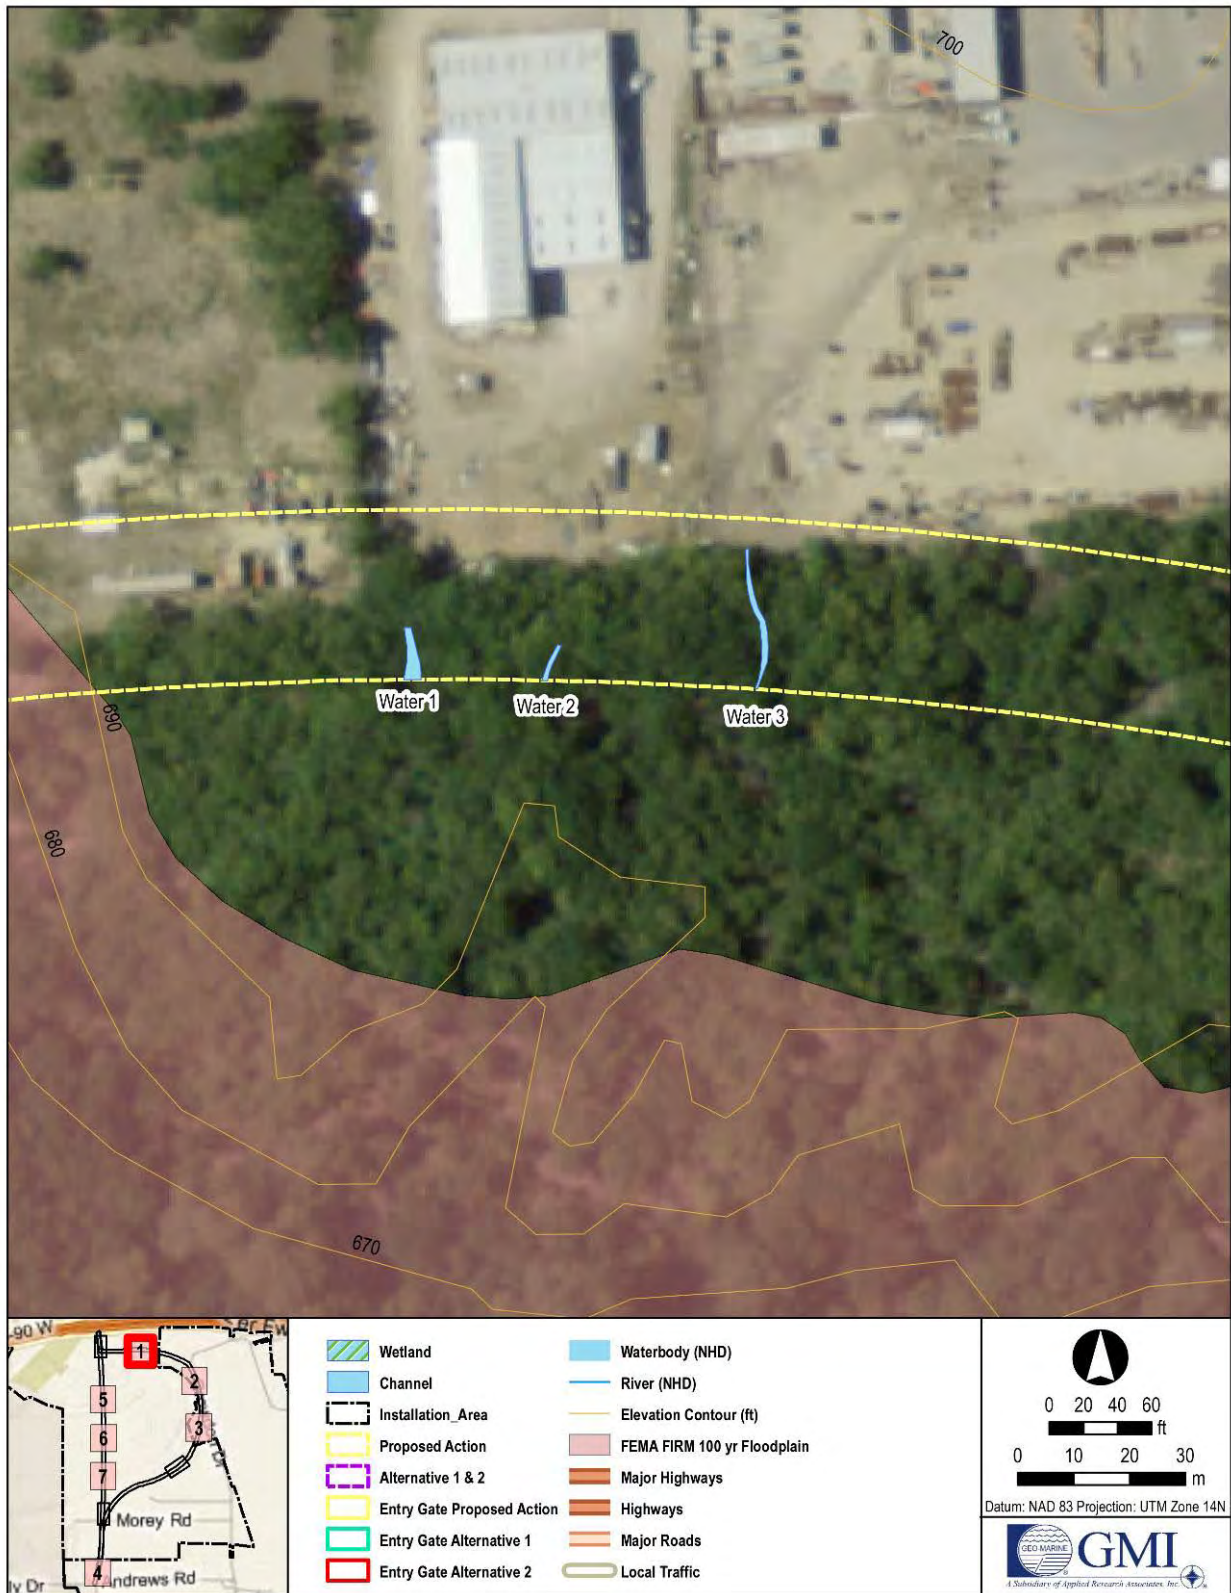 700
Water 1
Water 2
Water 3
690
680
670
-90 W
1
2
3
5
6
7
Morey Rd
4
Andrews Rd
ly Dr
Wetland
Channel
Installation_Area
Proposed Action
Alternative 1 & 2
Entry Gate Proposed Action
Entry Gate Alternative 1
Entry Gate Alternative 2
Waterbody (NHD)
River (NHD)
Elevation Contour (ft)
FEMA FIRM 100 yr Floodplain
Major Highways
Highways
Major Roads
Local Traffic
0 20 40 60
ft
0 10 20 30
m
Datum: NAD 83 Projection: UTM Zone 14N
GEO-MARINE
GMI
A Subsidiary of Applied Research Associates, Inc.